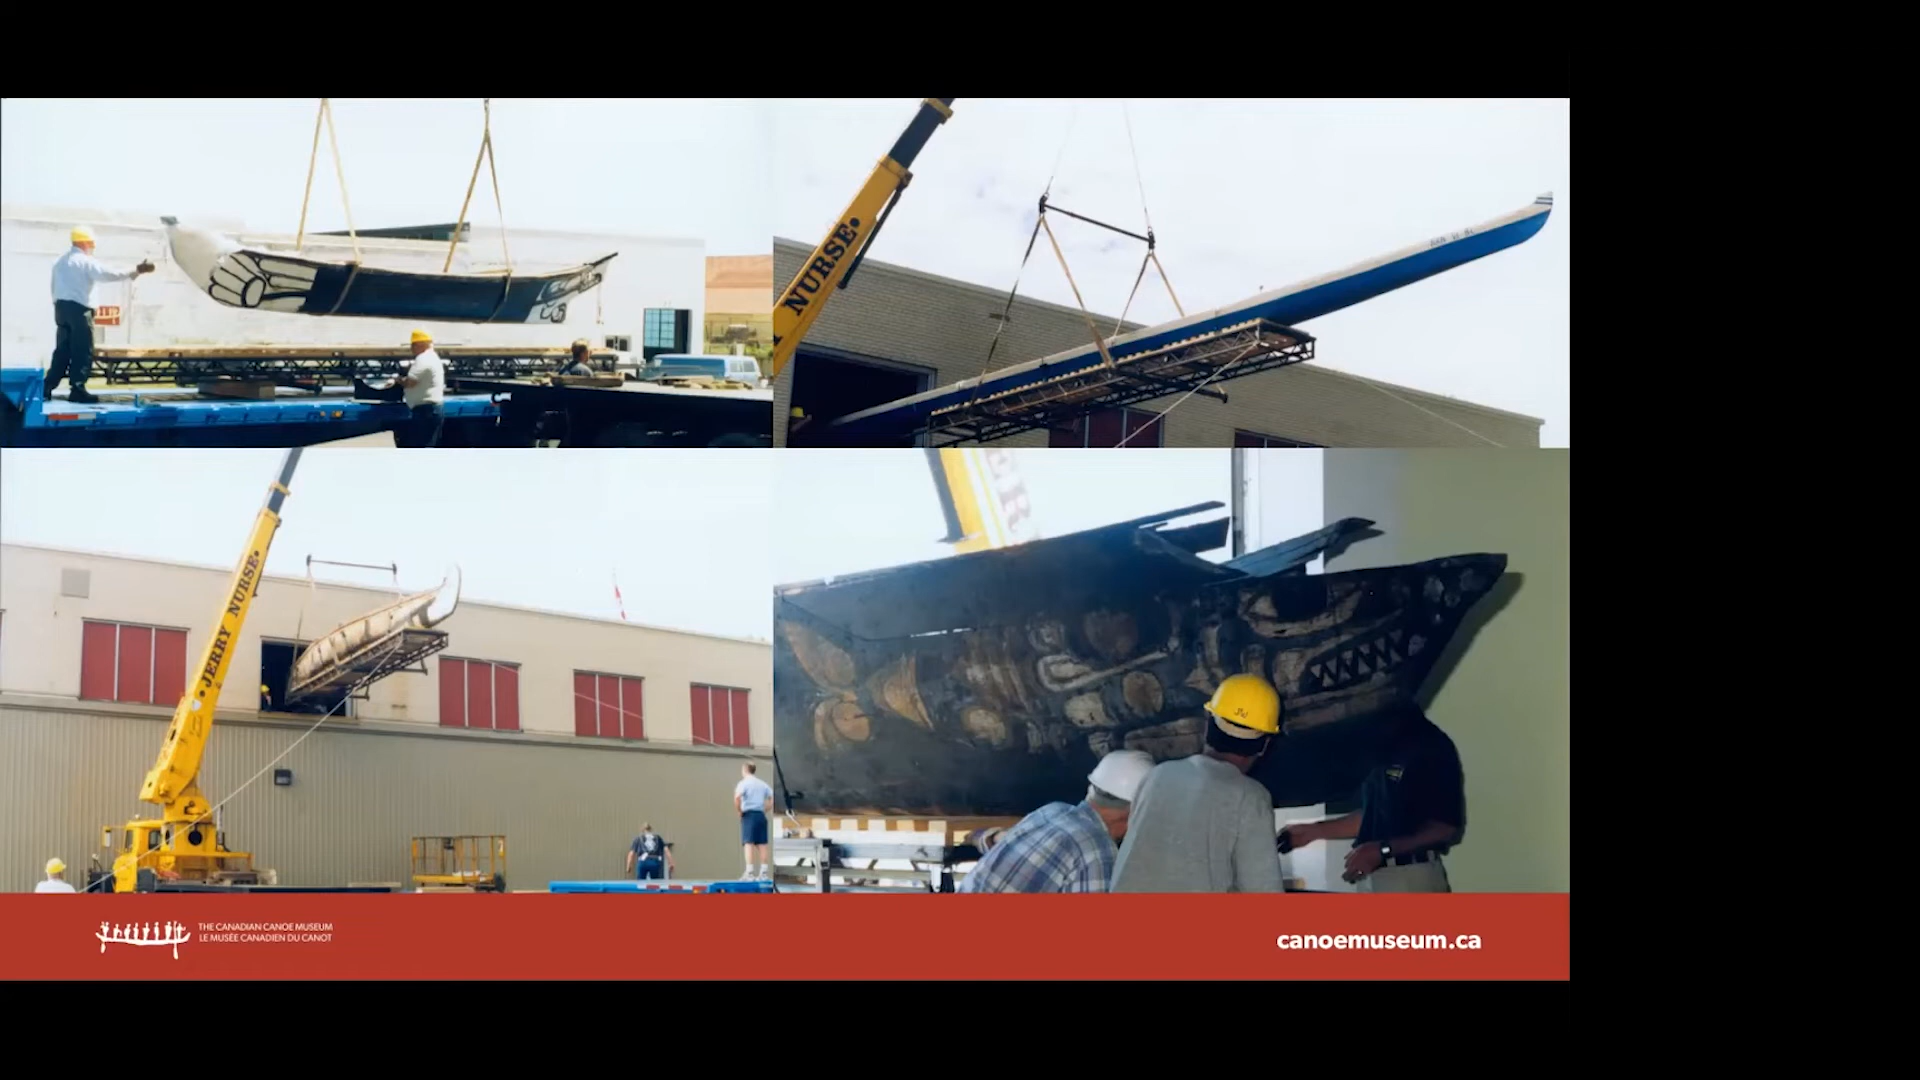 NURSE
JERRY NURSE
THE CANADIAN CANOE MUSEUM
LE MUSÉE CANADIEN DU CANOT
canoemuseum.ca